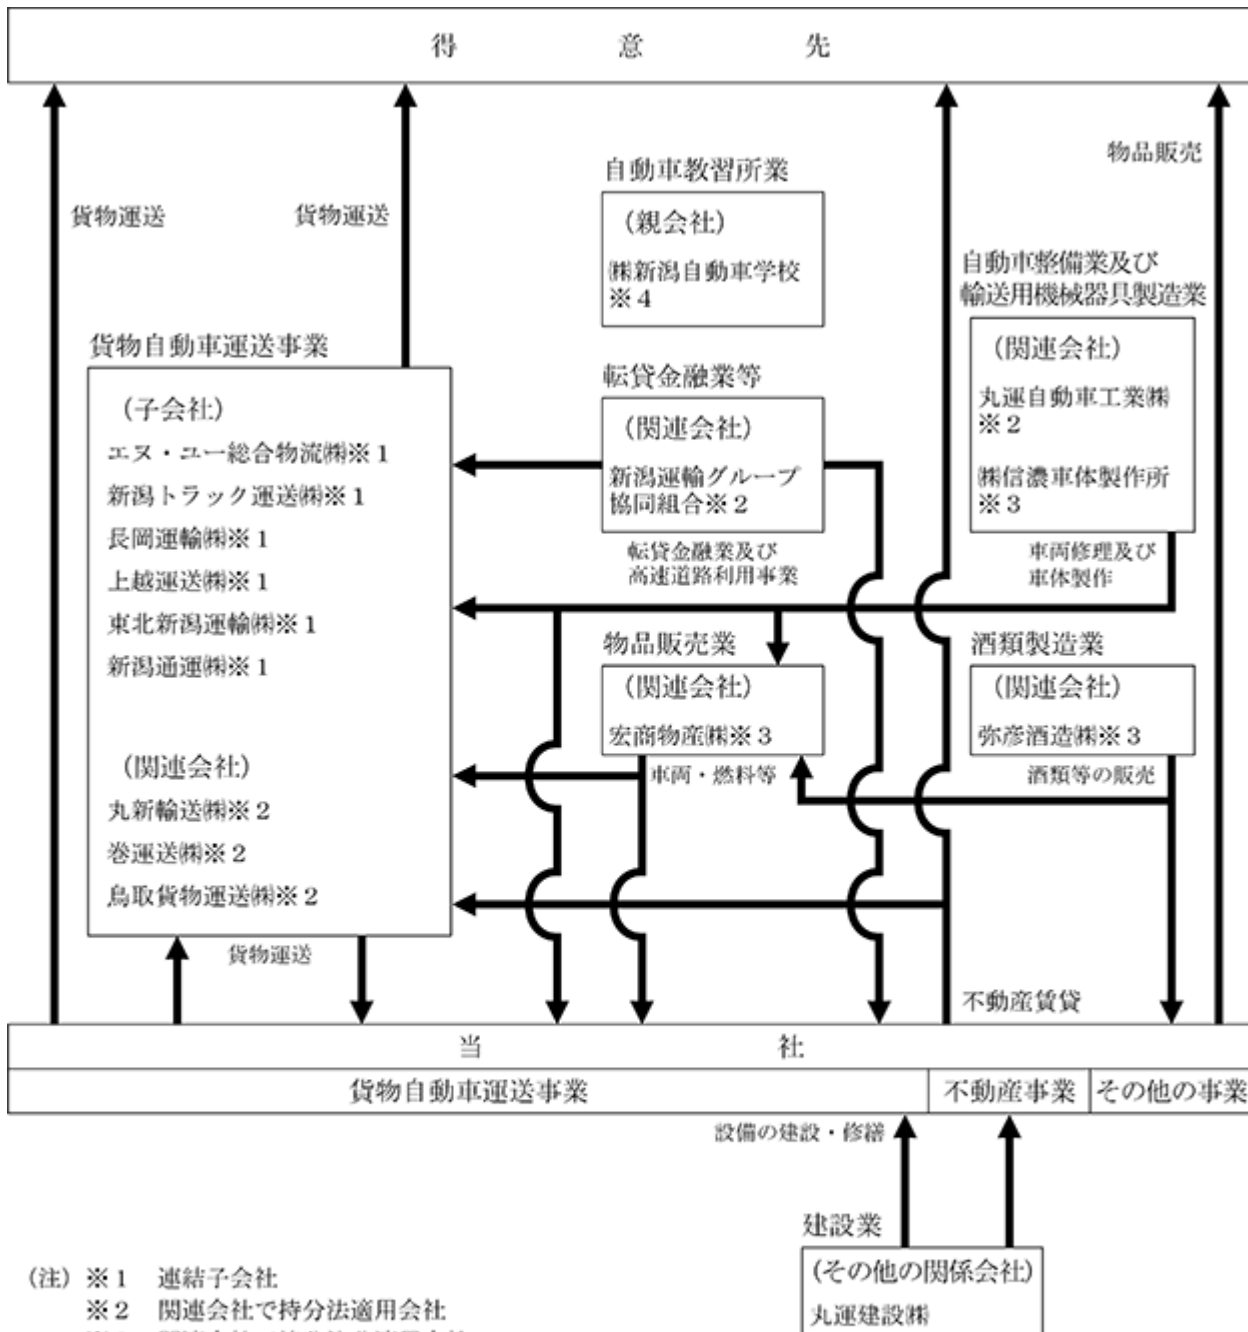 得意先
物品販売
自動車教習所業
貨物運送
貨物運送
(親会社)
㈱新潟自動車学校
※4
自動車整備業及び
輸送用機械器具製造業
(関連会社)
丸運自動車工業㈱
※2
㈱信濃車体製作所
※3
車両修理及び
車体製作
貨物自動車運送事業
(子会社)
エヌ・ユー総合物流㈱※1
新潟トラック運送㈱※1
長岡運輸㈱※1
上越運送㈱※1
東北新潟運輸㈱※1
新潟通運㈱※1
(関連会社)
丸新輸送㈱※2
巻運送㈱※2
鳥取貨物運送㈱※2
貨物運送
転貸金融業等
(関連会社)
新潟運輸グループ
協同組合※2
転貸金融業及び
高速道路利用事業
物品販売業
(関連会社)
宏商物産㈱※3
車両・燃料等
酒類製造業
(関連会社)
弥彦酒造㈱※3
酒類等の販売
不動産賃貸
当社
貨物自動車運送事業
不動産事業
その他の事業
設備の建設・修繕
建設業
(その他の関係会社)
丸運建設㈱
(注)※1 連結子会社
※2 関連会社で持分法適用会社